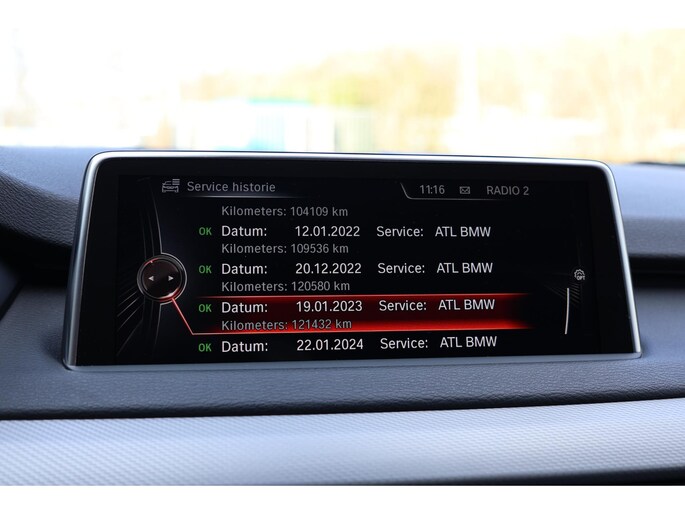 Service historie 11:16 RADIO 2
Kilometers: 104109 km
OK Datum: 12.01.2022 Service: ATL BMW
Kilometers: 109536 km
OK Datum: 20.12.2022 Service: ATL BMW
Kilometers: 120580 km
OK Datum: 19.01.2023 Service: ATL BMW
Kilometers: 121432 km
OK Datum: 22.01.2024 Service: ATL BMW